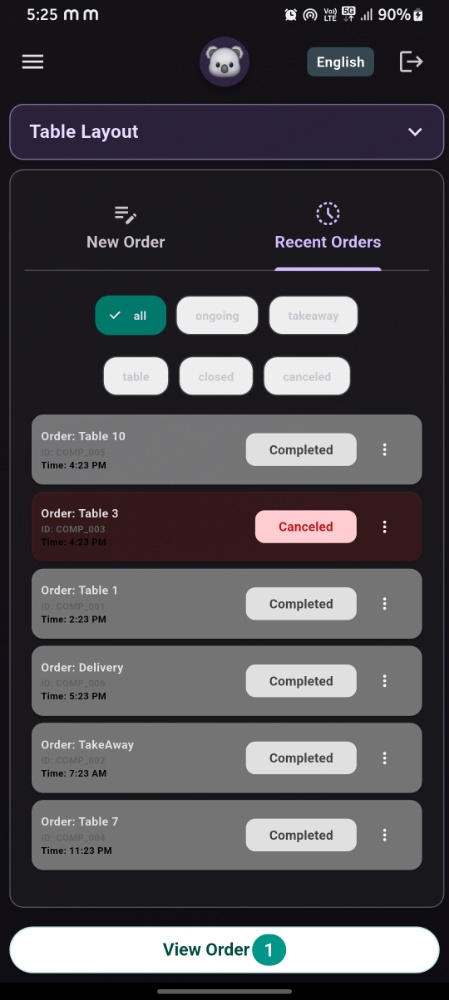 5:25 m m
Vo)) LTE 5G 90%
English
Table Layout
New Order
Recent Orders
all
ongoing
takeaway
table
closed
canceled
Order: Table 10
ID: COMP_005
Time: 4:23 PM
Completed
Order: Table 3
ID: COMP_003
Time: 4:23 PM
Canceled
Order: Table 1
ID: COMP_001
Time: 2:23 PM
Completed
Order: Delivery
ID: COMP_006
Time: 5:23 PM
Completed
Order: TakeAway
ID: COMP_002
Time: 7:23 AM
Completed
Order: Table 7
ID: COMP_004
Time: 11:23 PM
Completed
View Order 1